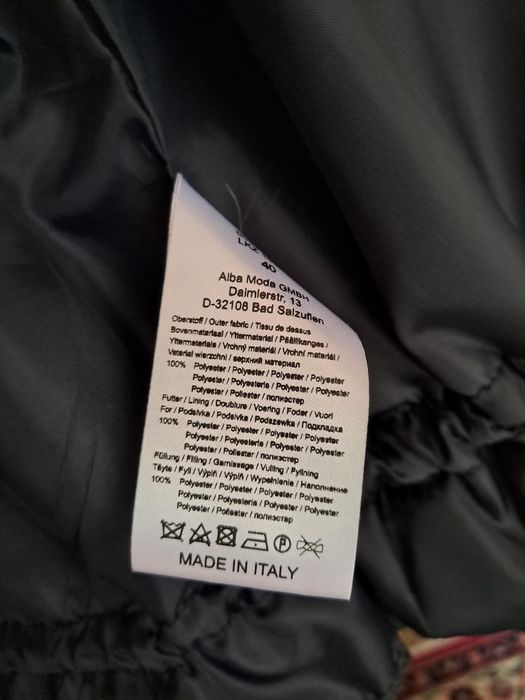 LKZ
40
Alba Moda GMBH
Daimlerstr. 13
D-32108 Bad Salzuflen
Oberstoff / Outer fabric / Tissu de dessus
Bovenmateriaal / Yttermaterial / Päällikangas /
Yttermateriale / Vrchný materiál / Vrchní materiál /
Materiał wierzchni / верхний материал
100% Polyester / Polyester / Polyester / Polyester
Polyester / Polyesteria / Polyester / Polyester
Polyester / Poliester / полиэстер
Futter / Lining / Doublure / Voering / Foder / Vuori
For / Podšívka / Podšívka / Podszewka / Подкладка
100% Polyester / Polyester / Polyester / Polyester
Polyester / Polyesteria / Polyester / Polyester
Polyester / Poliester / полиэстер
Füllung / Filling / Garnissage / Vulling / Fyllning
Täyte / Fyll / Výplň / Výplň / Wypełnienie / Наполнение
100% Polyester / Polyester / Polyester / Polyester
Polyester / Polyesteria / Polyester / Polyester
Polyester / Poliester / полиэстер
P
MADE IN ITALY